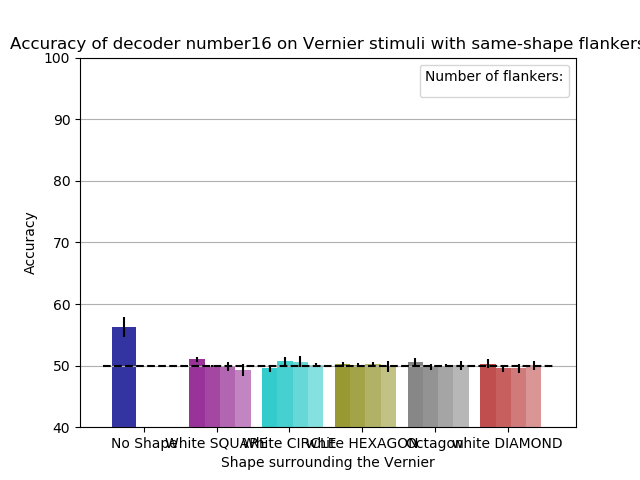 Accuracy of decoder number16 on Vernier stimuli with same-shape flankers
Number of flankers:
100
90
80
70
60
50
40
Accuracy
No Shape
White SQUARE
White CIRCLE
white HEXAGON
Octagon
white DIAMOND
Shape surrounding the Vernier